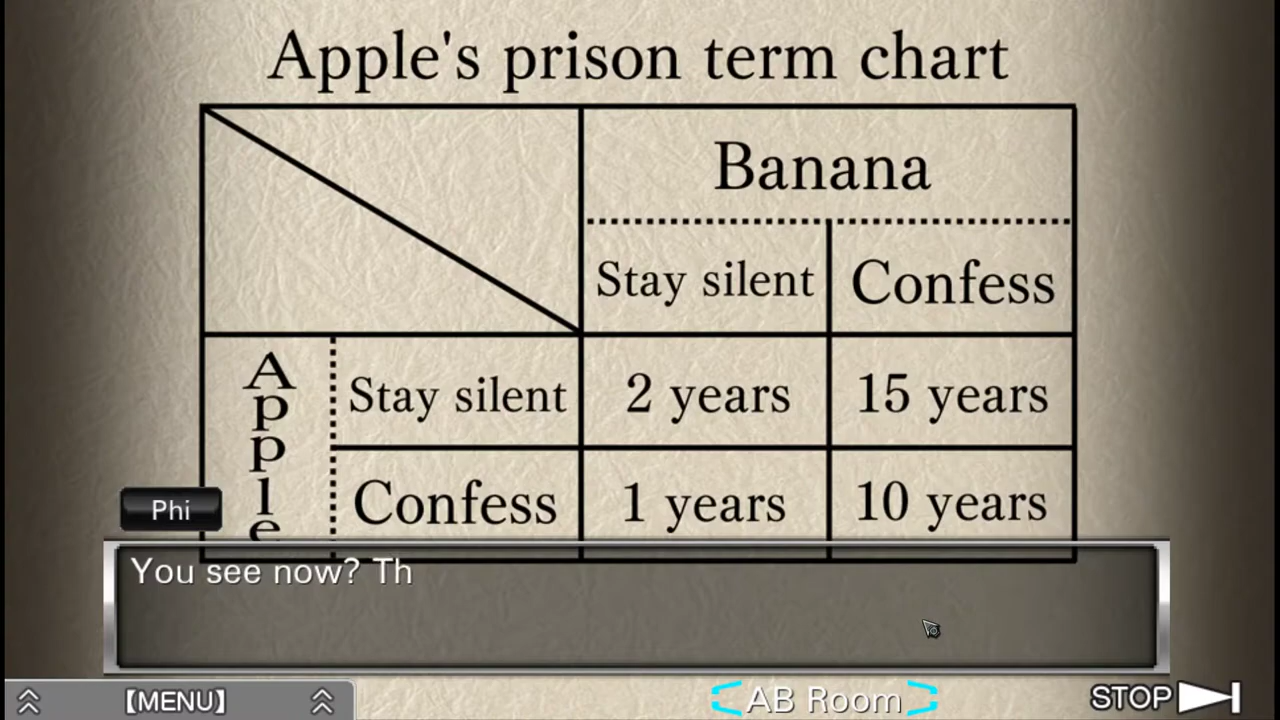 Apple's prison term chart
Banana
Stay silent Confess
Apple
Stay silent 2 years 15 years
Confess 1 years 10 years
Phi
You see now? Th
【MENU】 AB Room STOP